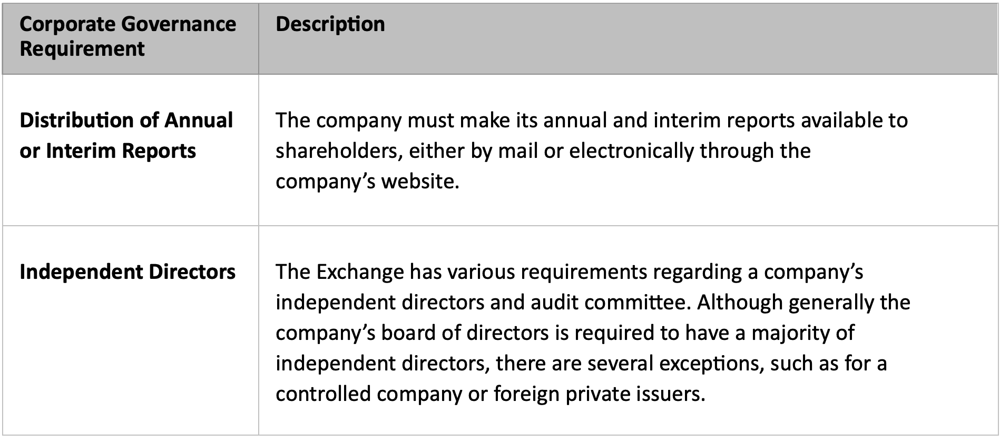 Corporate Governance
Requirement
Description
Distribution of Annual
or Interim Reports
The company must make its annual and interim reports available to
shareholders, either by mail or electronically through the
company’s website.
Independent Directors
The Exchange has various requirements regarding a company’s
independent directors and audit committee. Although generally the
company’s board of directors is required to have a majority of
independent directors, there are several exceptions, such as for a
controlled company or foreign private issuers.